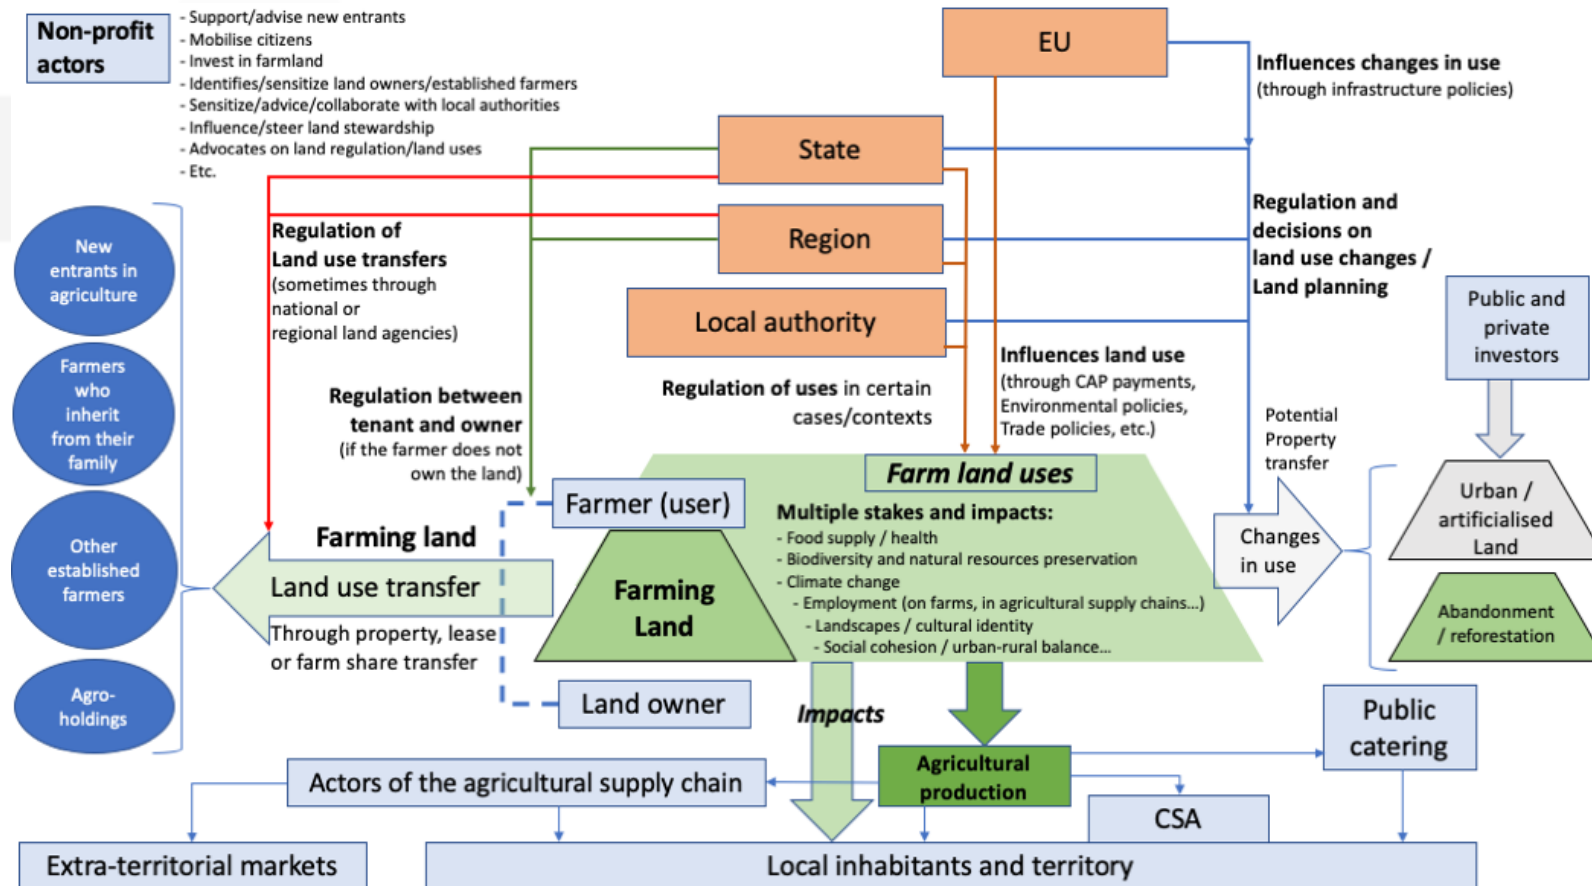 Non-profit
actors
- Support/advise new entrants
- Mobilise citizens
- Invest in farmland
- Identifies/sensitize land owners/established farmers
- Sensitize/advice/collaborate with local authorities
- Influence/steer land stewardship
- Advocates on land regulation/land uses
- Etc.
EU
Influences changes in use
(through infrastructure policies)
State
Region
Local authority
Regulation and
decisions on
land use changes /
Land planning
Regulation of
Land use transfers
(sometimes through
national or
regional land agencies)
New
entrants in
agriculture
Farmers
who
inherit
from their
family
Other
established
farmers
Agro-
holdings
Regulation between
tenant and owner
(if the farmer does not
own the land)
Regulation of uses in certain
cases/contexts
Influences land use
(through CAP payments,
Environmental policies,
Trade policies, etc.)
Public and
private
investors
Potential
Property
transfer
Farm land uses
Multiple stakes and impacts:
- Food supply / health
- Biodiversity and natural resources preservation
- Climate change
- Employment (on farms, in agricultural supply chains...)
- Landscapes / cultural identity
- Social cohesion / urban-rural balance...
Farmer (user)
Farming land
Land use transfer
Through property, lease
or farm share transfer
Farming
Land
Land owner
Changes
in use
Urban /
artificialised
Land
Abandonment
/ reforestation
Impacts
Agricultural
production
Public
catering
Actors of the agricultural supply chain
CSA
Extra-territorial markets
Local inhabitants and territory